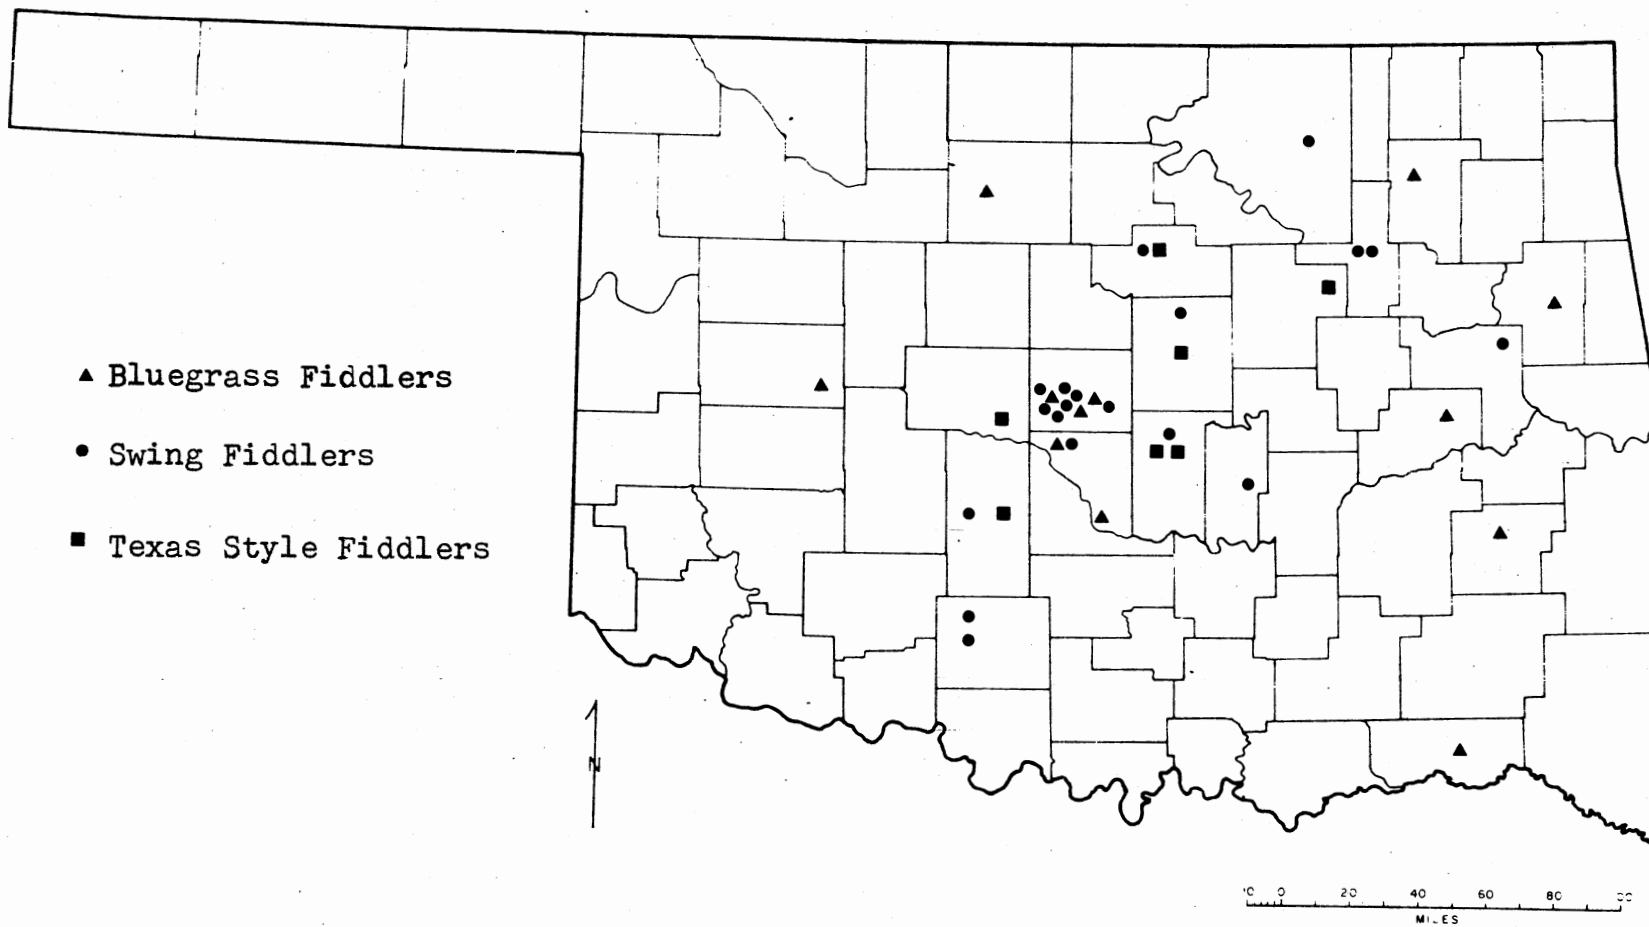 Bluegrass Fiddlers
Swing Fiddlers
Texas Style Fiddlers
N
0 20 40 60 80
MILES